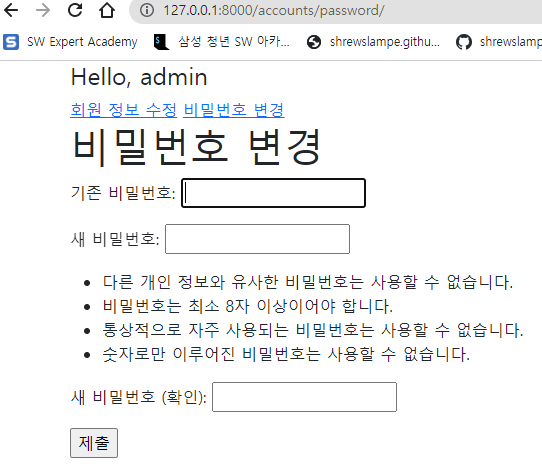 127.0.0.1:8000/accounts/password/
SW Expert Academy 삼성 청년 SW 아카... shrewslampe.githu... shrewslampe
Hello, admin
회원 정보 수정 비밀번호 변경
비밀번호 변경
기존 비밀번호:
새 비밀번호:
다른 개인 정보와 유사한 비밀번호는 사용할 수 없습니다.
비밀번호는 최소 8자 이상이어야 합니다.
통상적으로 자주 사용되는 비밀번호는 사용할 수 없습니다.
숫자로만 이루어진 비밀번호는 사용할 수 없습니다.
새 비밀번호 (확인):
제출